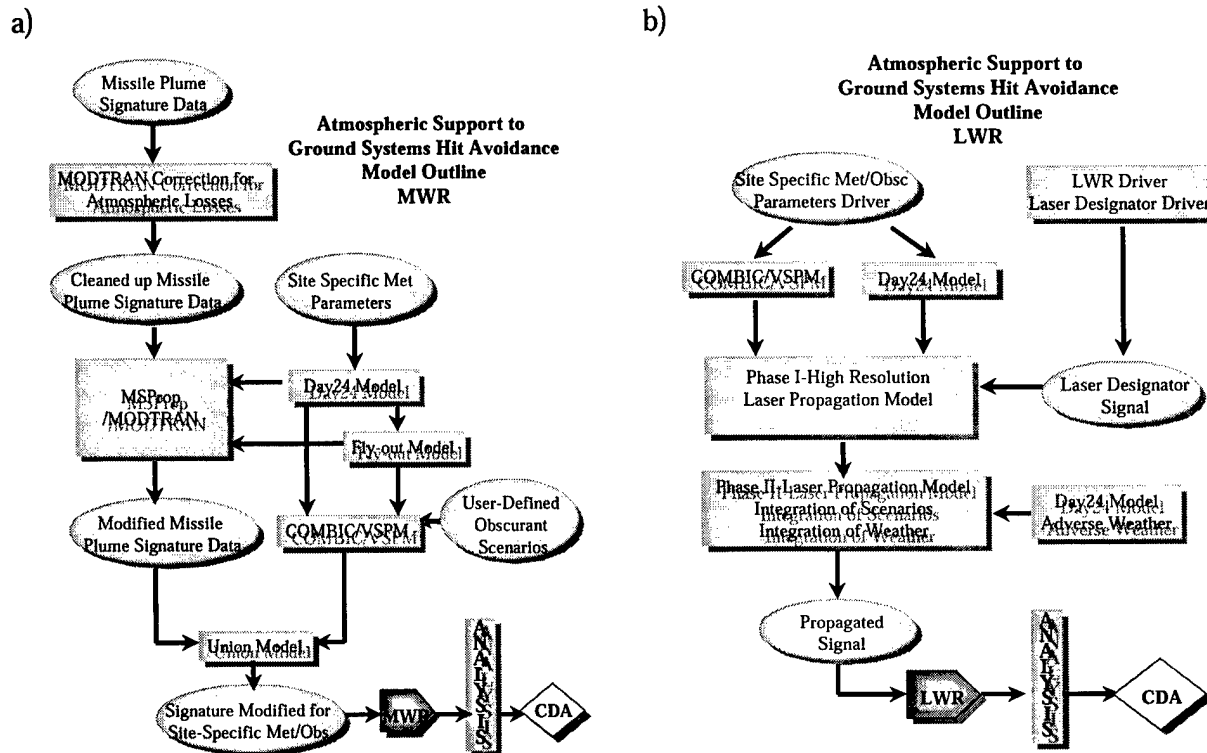 a)
Missile Plume
Signature Data
Atmospheric Support to
Ground Systems Hit Avoidance
Model Outline
MWR
MODTRAN Correction for
Atmospheric Losses
Cleaned up Missile
Plume Signature Data
Site Specific Met
Parameters
MSProp
/MODTRAN
Day24 Model
Fly-out Model
Modified Missile
Plume Signature Data
COMBIC/VSPM
User-Defined
Obscurant
Scenarios
Union Model
Signature Modified for
Site-Specific Met/Obs
MWR
ANALYSIS
CDA
b)
Atmospheric Support to
Ground Systems Hit Avoidance
Model Outline
LWR
Site Specific Met/Obsc
Parameters Driver
LWR Driver
Laser Designator Driver
COMBIC/VSPM
Day24 Model
Phase I-High Resolution
Laser Propagation Model
Laser Designator
Signal
Phase II-Laser Propagation Model
Integration of Scenarios
Integration of Weather
Day24 Model
Adverse Weather
Propagated
Signal
LWR
ANALYSIS
CDA